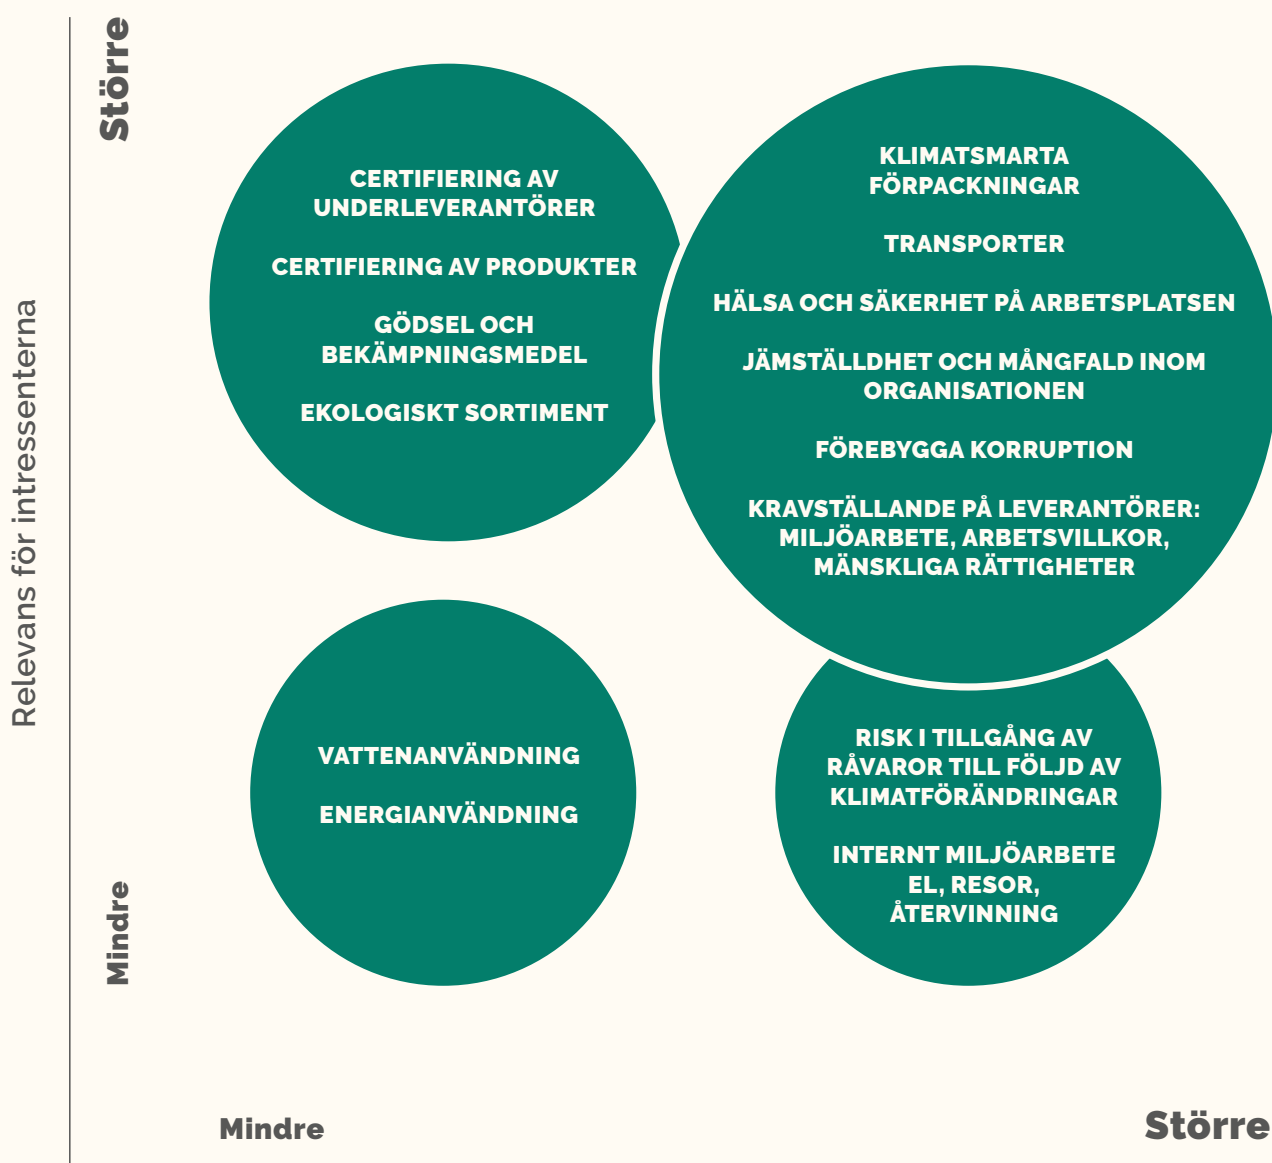 Större
Relevans för intressenterna
Mindre
CERTIFIERING AV
UNDERLEVERANTÖRER
CERTIFIERING AV PRODUKTER
GÖDSEL OCH
BEKÄMPNINGSMEDEL
EKOLOGISKT SORTIMENT
KLIMATSMARTA
FÖRPACKNINGAR
TRANSPORTER
HÄLSA OCH SÄKERHET PÅ ARBETSPLATSEN
JÄMSTÄLLDHET OCH MÅNGFALD INOM
ORGANISATIONEN
FÖREBYGGA KORRUPTION
KRAVSTÄLLANDE PÅ LEVERANTÖRER:
MILJÖARBETE, ARBETSVILLKOR,
MÄNSKLIGA RÄTTIGHETER
VATTENANVÄNDNING
ENERGIANVÄNDNING
RISK I TILLGÅNG AV
RÅVAROR TILL FÖLJD AV
KLIMATFÖRÄNDRINGAR
INTERNT MILJÖARBETE
EL, RESOR,
ÅTERVINNING
Mindre
Större